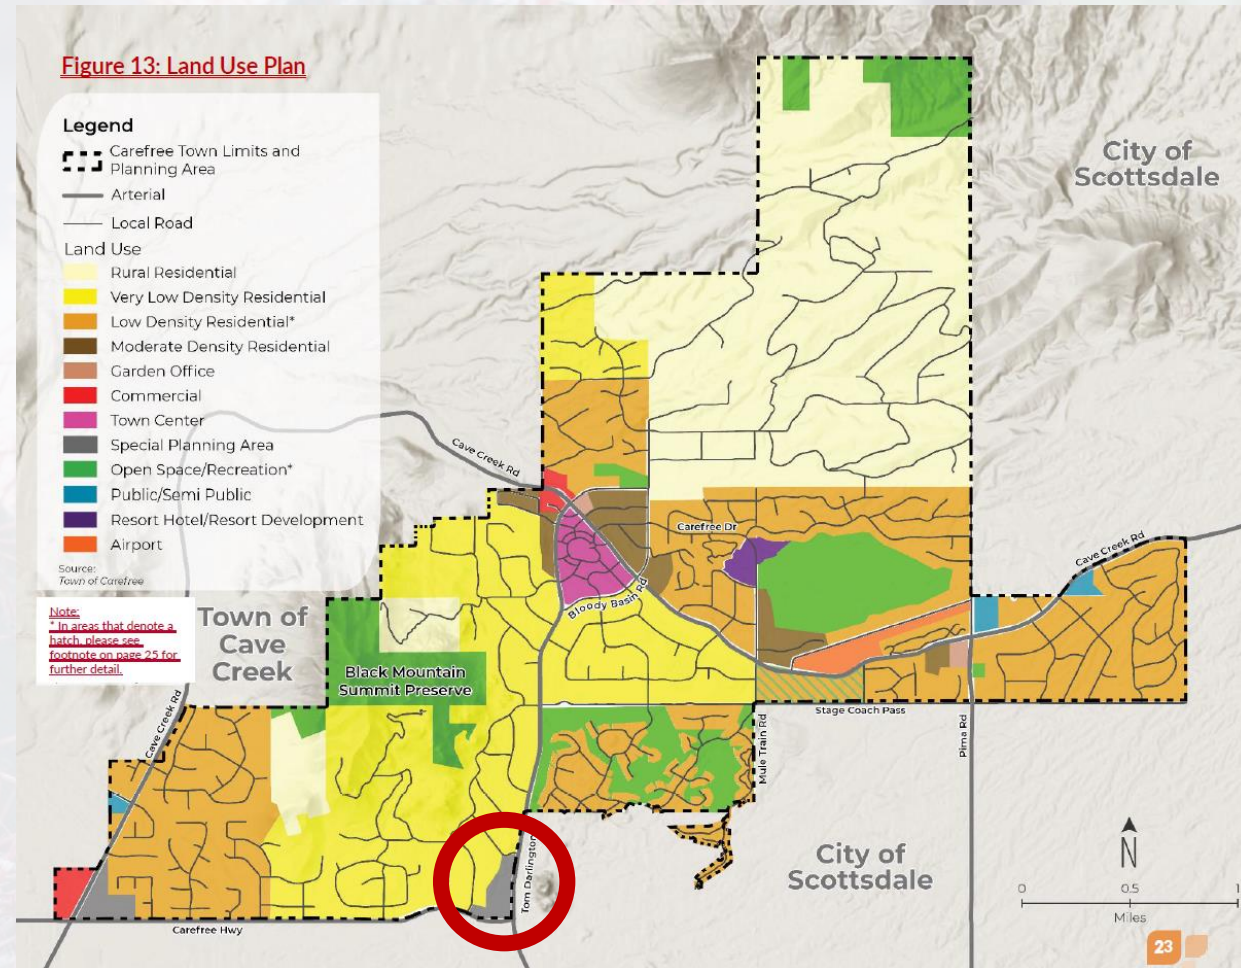 Figure 13: Land Use Plan
Legend
Carefree Town Limits and
Planning Area
Arterial
Local Road
Land Use
Rural Residential
Very Low Density Residential
Low Density Residential*
Moderate Density Residential
Garden Office
Commercial
Town Center
Special Planning Area
Open Space/Recreation*
Public/Semi Public
Resort Hotel/Resort Development
Airport
Source:
Town of Carefree
Note:
* In areas that denote a
hatch, please see
footnote on page 25 for
further detail.
City of
Scottsdale
Cave Creek Rd
Carefree Dr
Cave Creek Rd
Bloody Basin Rd
Town of
Cave
Creek
Black Mountain
Summit Preserve
Cave Creek Rd
Stage Coach Pass
Mule Train Rd
Pima Rd
Tom Darlington
City of
Scottsdale
Carefree Hwy
N
0 0.5 1
Miles
23